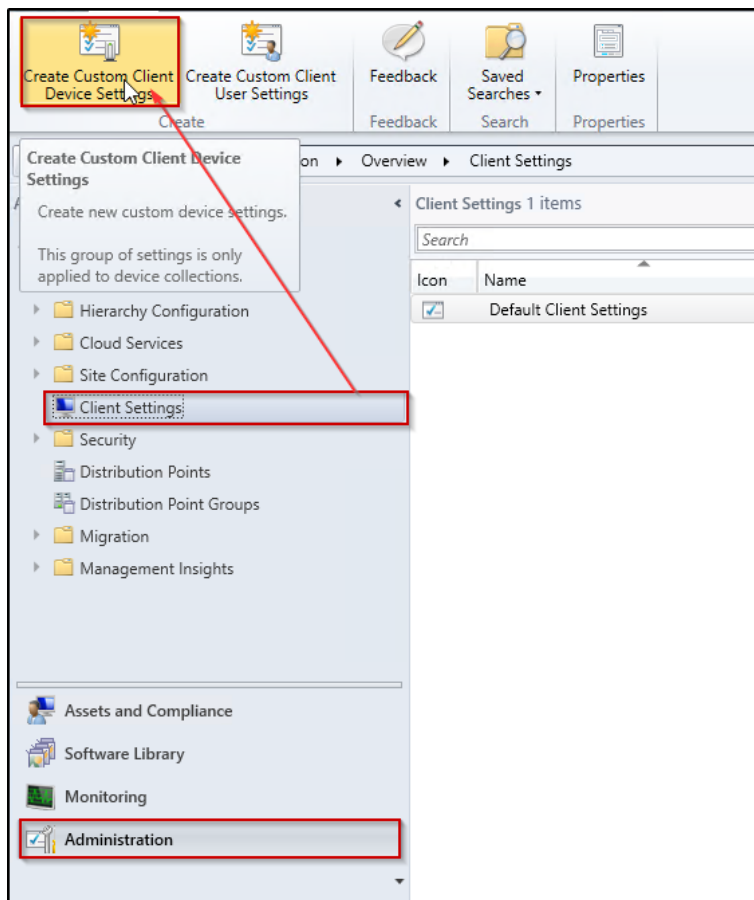 Create Custom Client
Device Settings
Create Custom Client
User Settings
Feedback
Saved
Searches
Properties
Create
Feedback
Search
Properties
Create Custom Client Device
Settings
Create new custom device settings.
This group of settings is only
applied to device collections.
on
Overview
Client Settings
Client Settings 1 items
Search
Icon Name
Default Client Settings
Hierarchy Configuration
Cloud Services
Site Configuration
Client Settings
Security
Distribution Points
Distribution Point Groups
Migration
Management Insights
Assets and Compliance
Software Library
Monitoring
Administration